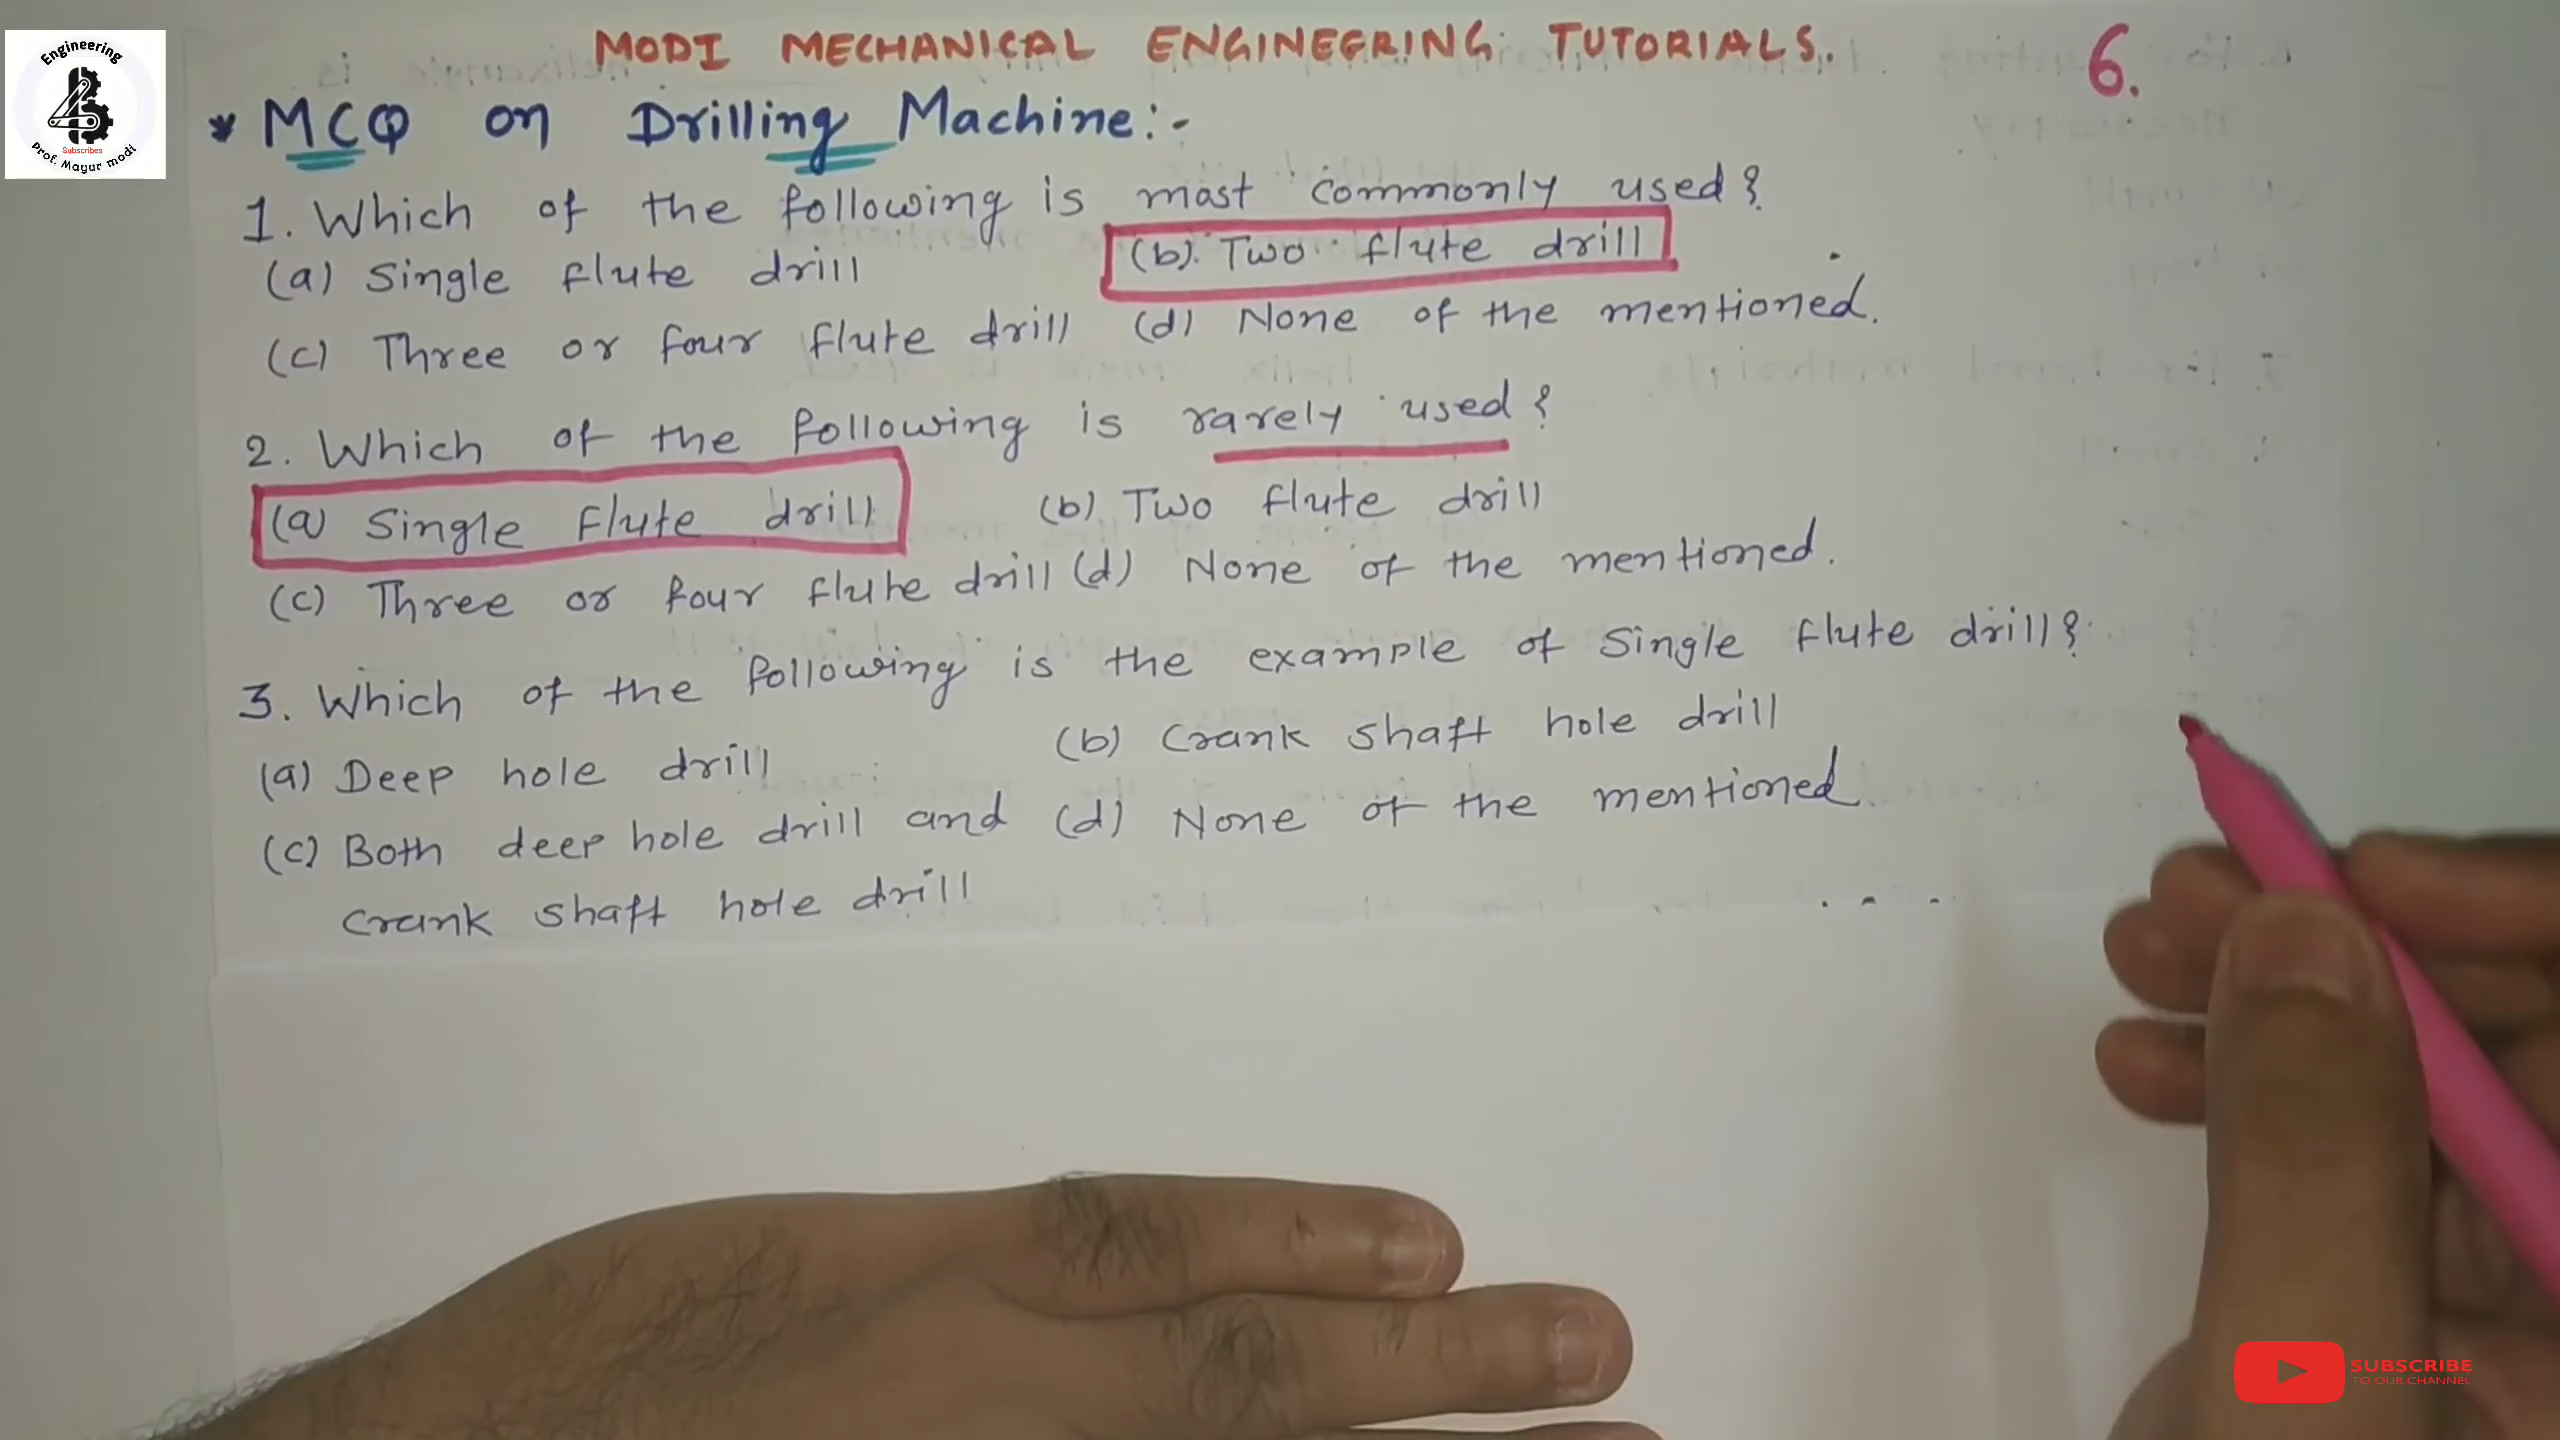 Engineering
Subscribes
Prof. Mayur modi
MODI MECHANICAL ENGINEERING TUTORIALS.
6.
* MCQ on Drilling Machine:-
1. Which of the following is most commonly used?
(a) Single flute drill (b). Two flute drill
(c) Three or four flute drill (d) None of the mentioned.
2. Which of the following is rarely used?
(a) Single flute drill (b) Two flute drill
(c) Three or four flute drill (d) None of the mentioned.
3. Which of the following is the example of Single flute drill?
(a) Deep hole drill (b) Crank shaft hole drill
(c) Both deep hole drill and (d) None of the mentioned
crank shaft hole drill
SUBSCRIBE
TO OUR CHANNEL